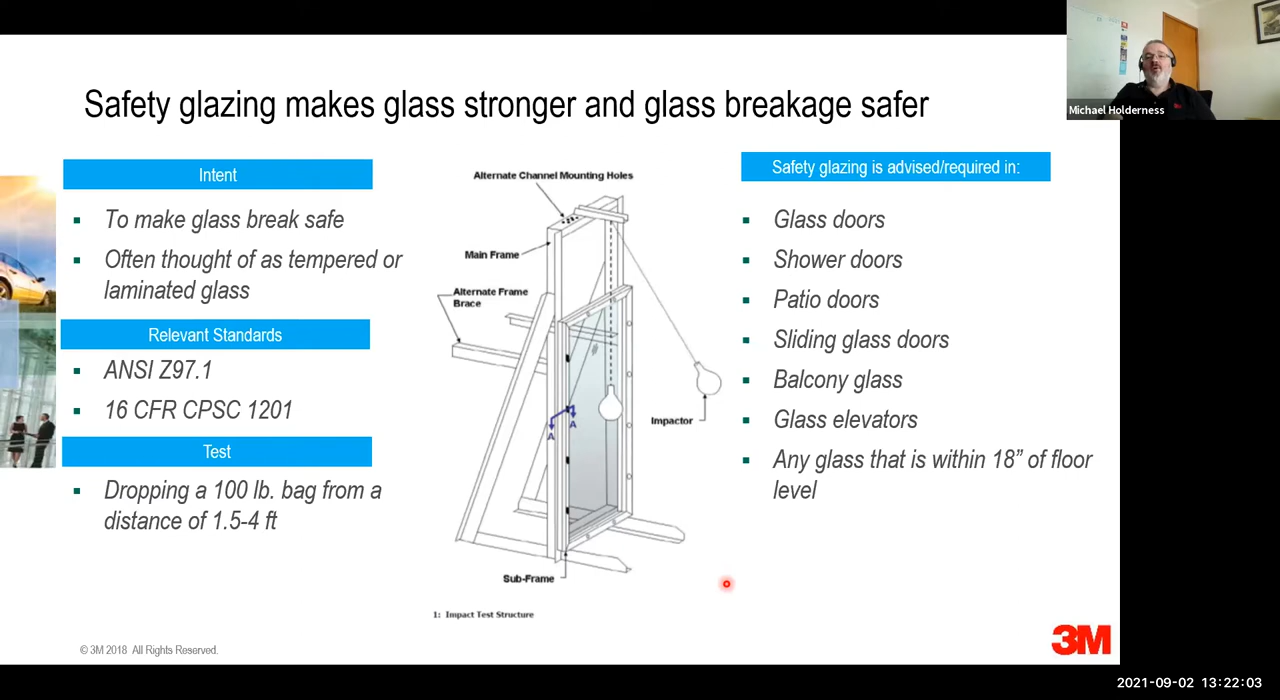 Michael Holderness
Safety glazing makes glass stronger and glass breakage safer
Intent
To make glass break safe
Often thought of as tempered or
laminated glass
Relevant Standards
ANSI Z97.1
16 CFR CPSC 1201
Test
Dropping a 100 lb. bag from a
distance of 1.5-4 ft
Alternate Channel Mounting Holes
Main Frame
Alternate Frame
Brace
A
A
Impactor
Sub-Frame
1: Impact Test Structure
Safety glazing is advised/required in:
Glass doors
Shower doors
Patio doors
Sliding glass doors
Balcony glass
Glass elevators
Any glass that is within 18” of floor
level
© 3M 2018 All Rights Reserved.
3M
2021-09-02 13:22:03